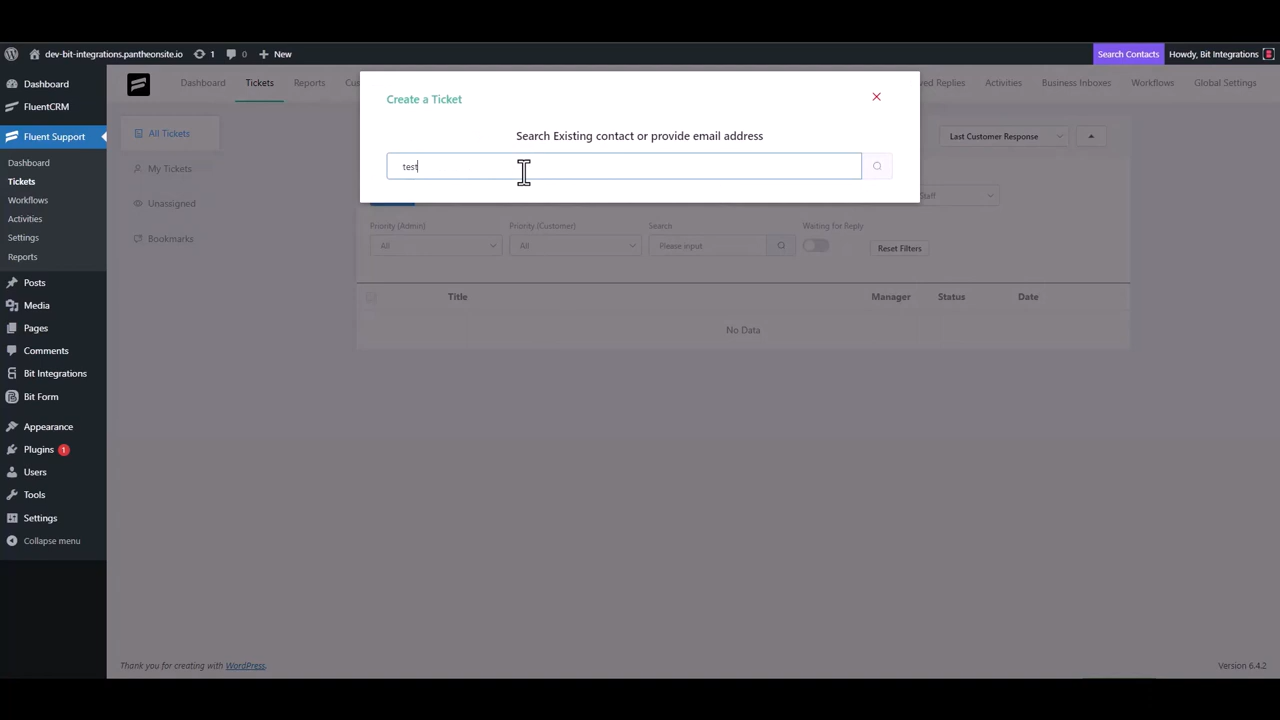 dev-bit-integrations.pantheonsite.io 1 0 New Search Contacts Howdy, Bit Integrations
Dashboard
FluentCRM
Fluent Support
Dashboard
Tickets
Workflows
Activities
Settings
Reports
Posts
Media
Pages
Comments
Bit Integrations
Bit Form
Appearance
Plugins 1
Users
Tools
Settings
Collapse menu
Dashboard Tickets Reports Replies Activities Business Inboxes Workflows Global Settings
All Tickets
My Tickets
Unassigned
Bookmarks
Create a Ticket
Search Existing contact or provide email address
test
Last Customer Response
Staff
Priority (Admin) Priority (Customer) Search Waiting for Reply
All All Please input Reset Filters
Title Manager Status Date
No Data
Thank you for creating with WordPress. Version 6.4.2